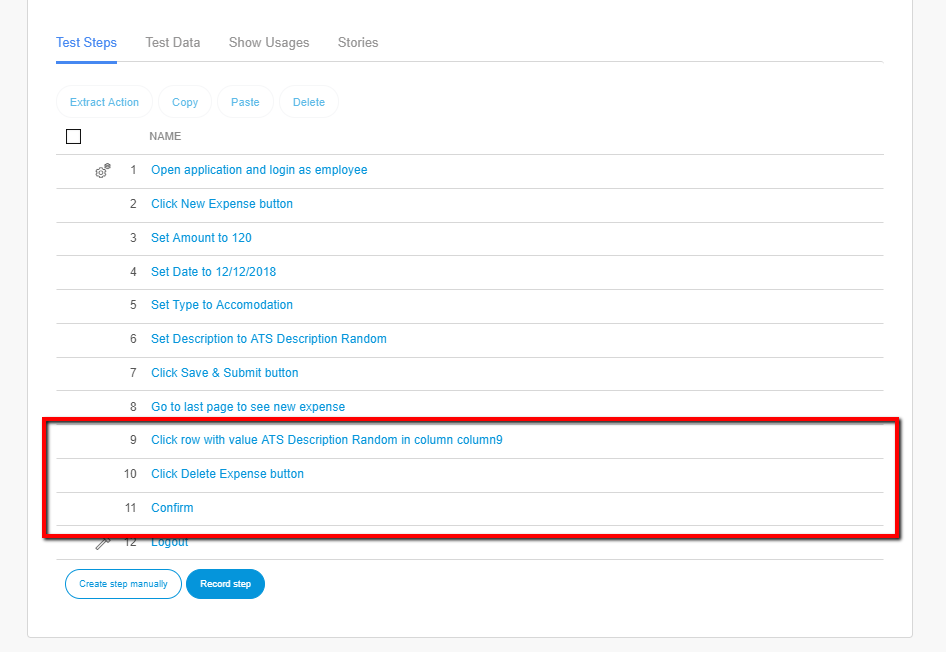 Test Steps Test Data Show Usages Stories
Extract Action Copy Paste Delete
NAME
1 Open application and login as employee
2 Click New Expense button
3 Set Amount to 120
4 Set Date to 12/12/2018
5 Set Type to Accomodation
6 Set Description to ATS Description Random
7 Click Save & Submit button
8 Go to last page to see new expense
9 Click row with value ATS Description Random in column column9
10 Click Delete Expense button
11 Confirm
12 Logout
Create step manually Record step